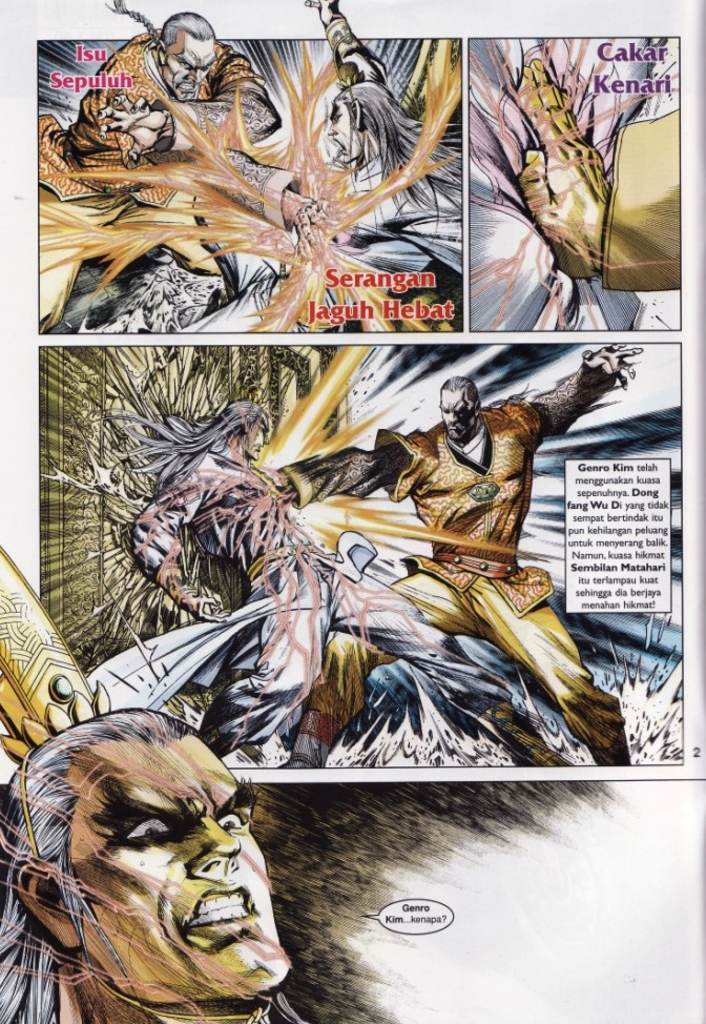 Isu
Sepuluh
Serangan
Jaguh Hebat
Cakar
Kenari
Genro Kim telah
menggunakan kuasa
sepenuhnya. Dong
fang Wu Di yang tidak
sempat bertindak itu
pun kehilangan peluang
untuk menyerang balik.
Namun, kuasa hikmat
Sembilan Matahari
itu terlampau kuat
sehingga dia berjaya
menahan hikmat!
2
Genro
Kim...kenapa?